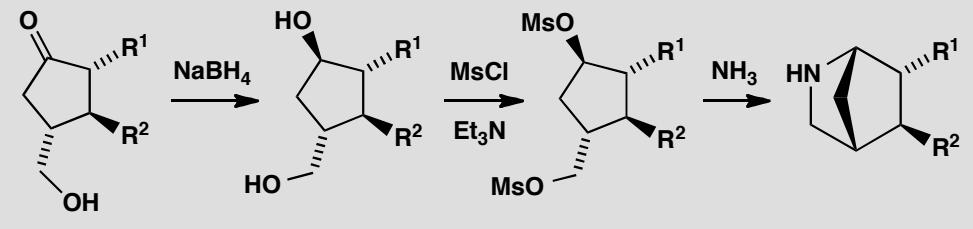 O
R¹
R²
OH
NaBH₄
HO
R¹
R²
HO
MsCl
Et₃N
MsO
R¹
R²
MsO
NH₃
HN
R¹
R²